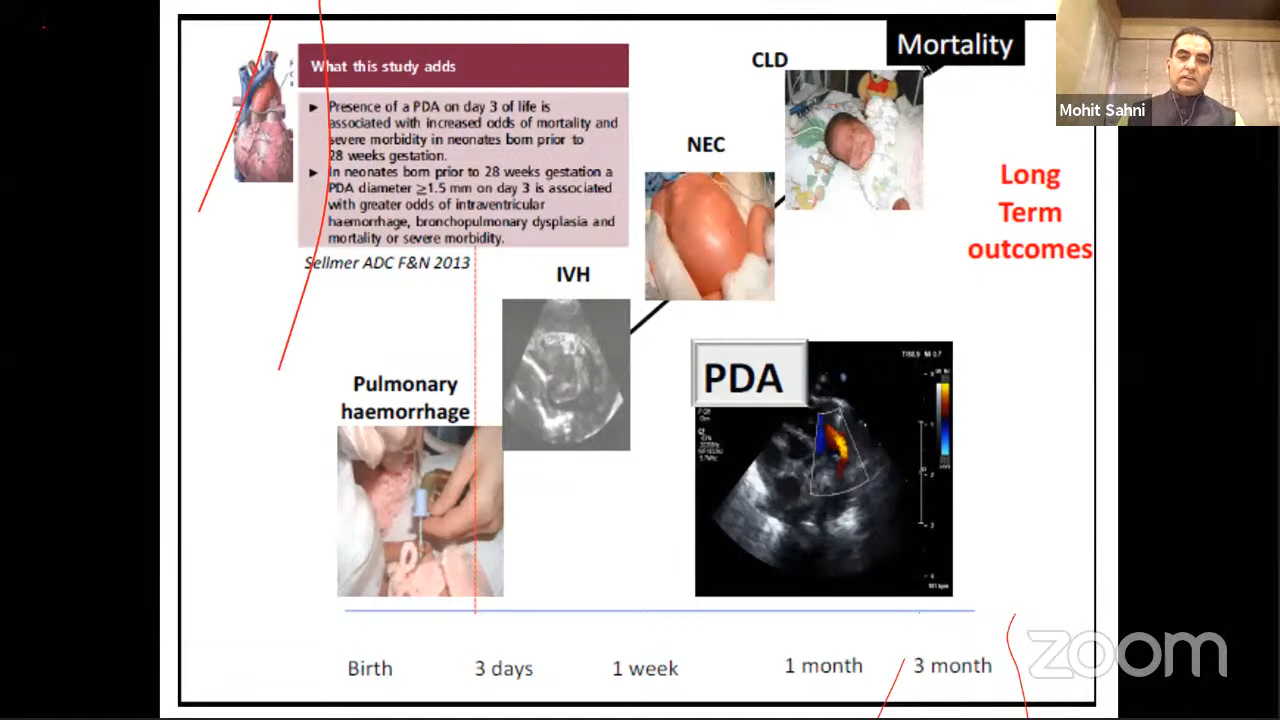 Mortality
CLD
What this study adds
Mohit Sahni
Presence of a PDA on day 3 of life is
associated with increased odds of mortality and
severe morbidity in neonates born prior to
28 weeks gestation.
In neonates born prior to 28 weeks gestation a
PDA diameter ≥1.5 mm on day 3 is associated
with greater odds of intraventricular
haemorrhage, bronchopulmonary dysplasia and
mortality or severe morbidity.
NEC
Long
Term
outcomes
Sellmer ADC F&N 2013
IVH
PDA
Pulmonary
haemorrhage
Birth
3 days
1 week
1 month
3 month
zoom